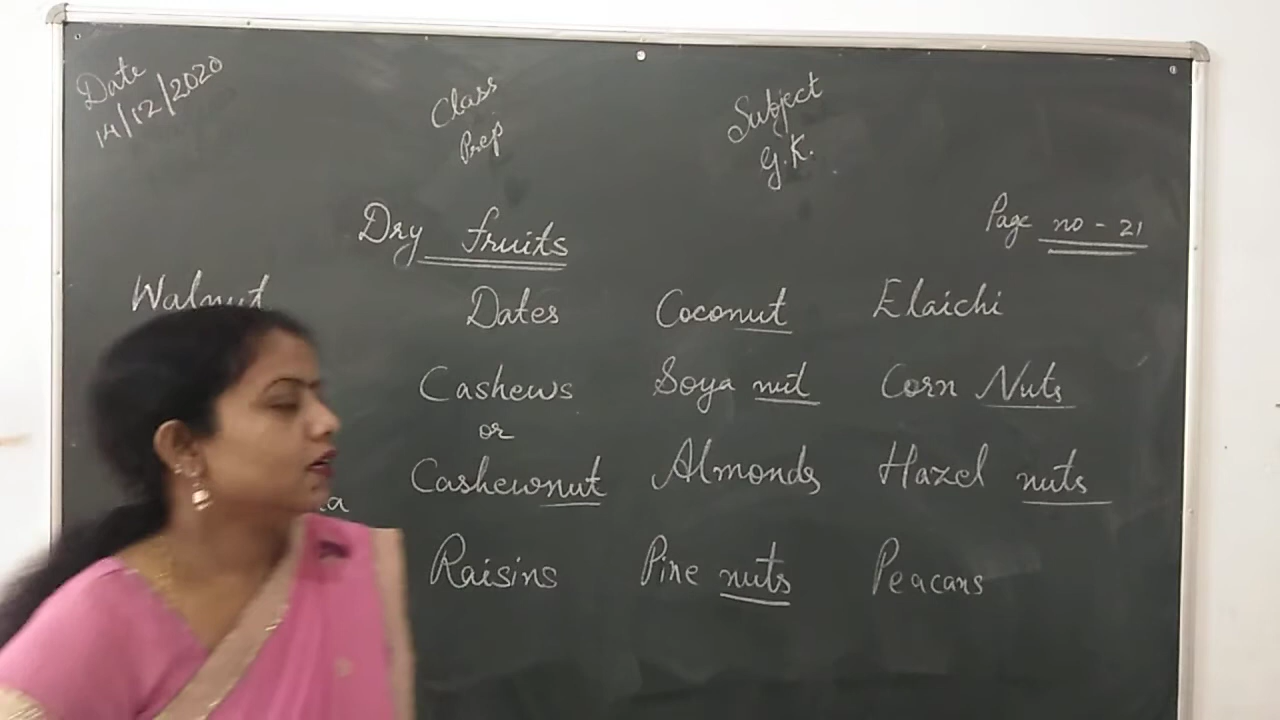 Date
14/12/2020
Class
Prep
Subject
G.K.
Dry fruits
Page no - 21
Walnut Dates Coconut Elaichi
Cashews Soya nut Corn Nuts
or
Cashewnut Almonds Hazel nuts
Raisins Pine nuts Peacans